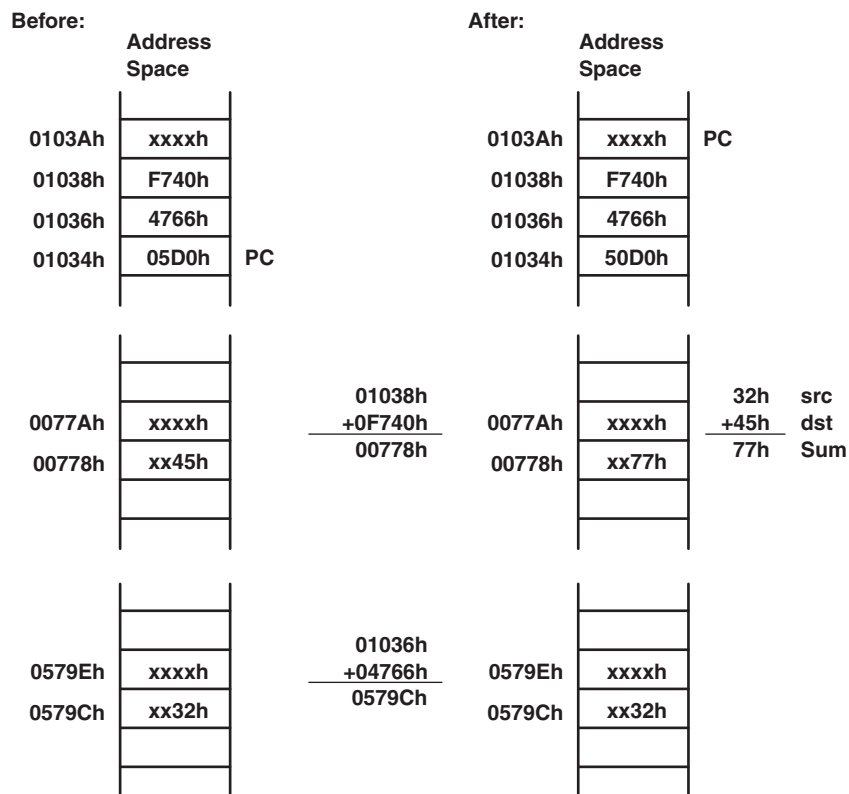 Before:
Address
Space
0103Ah xxxxh
01038h F740h
01036h 4766h
01034h 05D0h PC
0077Ah xxxxh
00778h xx45h
0579Eh xxxxh
0579Ch xx32h
01038h
+0F740h
00778h
01036h
+04766h
0579Ch
After:
Address
Space
0103Ah xxxxh PC
01038h F740h
01036h 4766h
01034h 50D0h
0077Ah xxxxh
00778h xx77h
32h src
+45h dst
77h Sum
0579Eh xxxxh
0579Ch xx32h